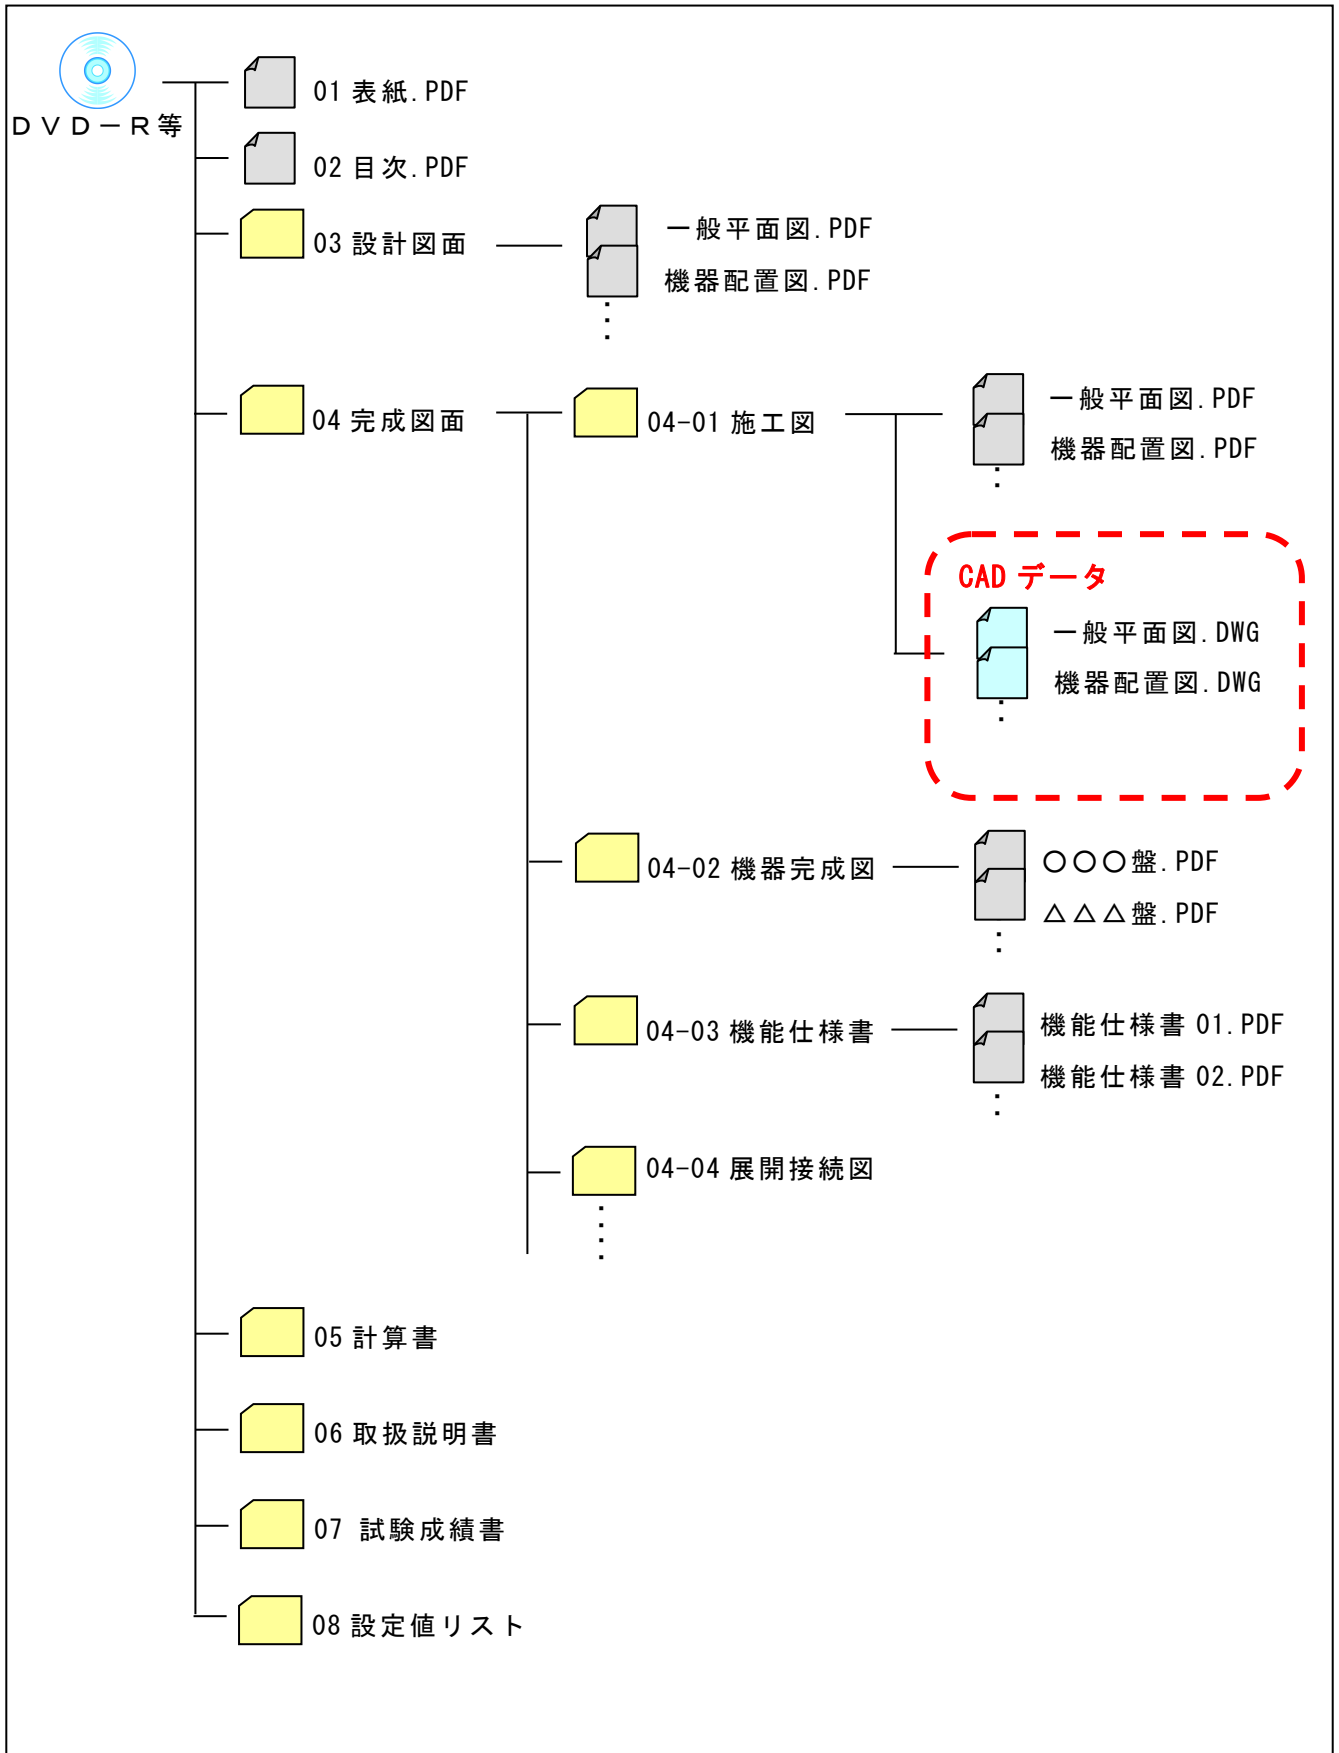 DVD－R等
01 表紙.PDF
02 目次.PDF
03 設計図面
一般平面図.PDF
機器配置図.PDF
04 完成図面
04-01 施工図
一般平面図.PDF
機器配置図.PDF
CAD データ
一般平面図.DWG
機器配置図.DWG
04-02 機器完成図
○○○盤.PDF
△△△盤.PDF
04-03 機能仕様書
機能仕様書 01.PDF
機能仕様書 02.PDF
04-04 展開接続図
05 計算書
06 取扱説明書
07 試験成績書
08 設定値リスト